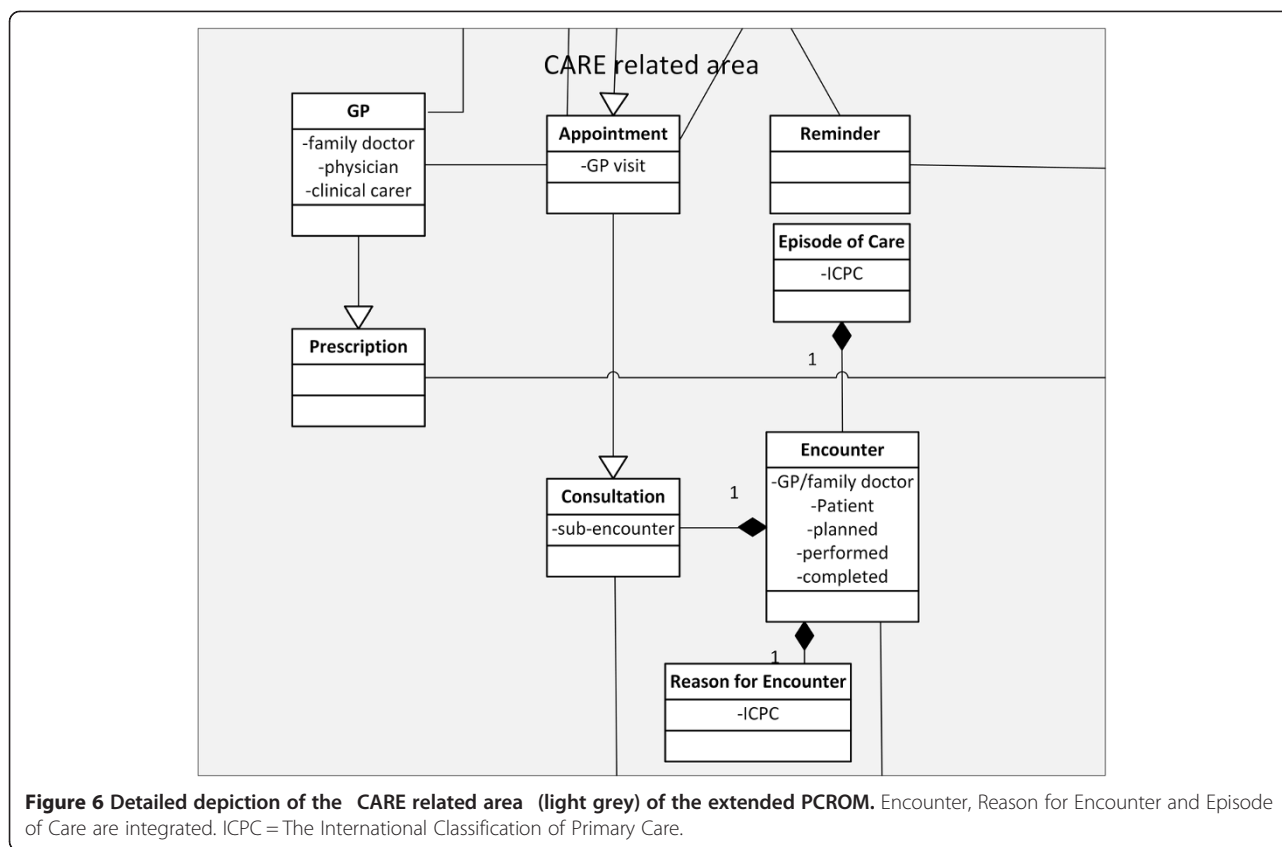 CARE related area
GP
-family doctor
-physician
-clinical carer
Appointment
-GP visit
Reminder
Episode of Care
-ICPC
1
Prescription
Encounter
-GP/family doctor
-Patient
-planned
-performed
-completed
Consultation
-sub-encounter
1
1
Reason for Encounter
-ICPC
Figure 6 Detailed depiction of the CARE related area (light grey) of the extended PCROM. Encounter, Reason for Encounter and Episode
of Care are integrated. ICPC = The International Classification of Primary Care.